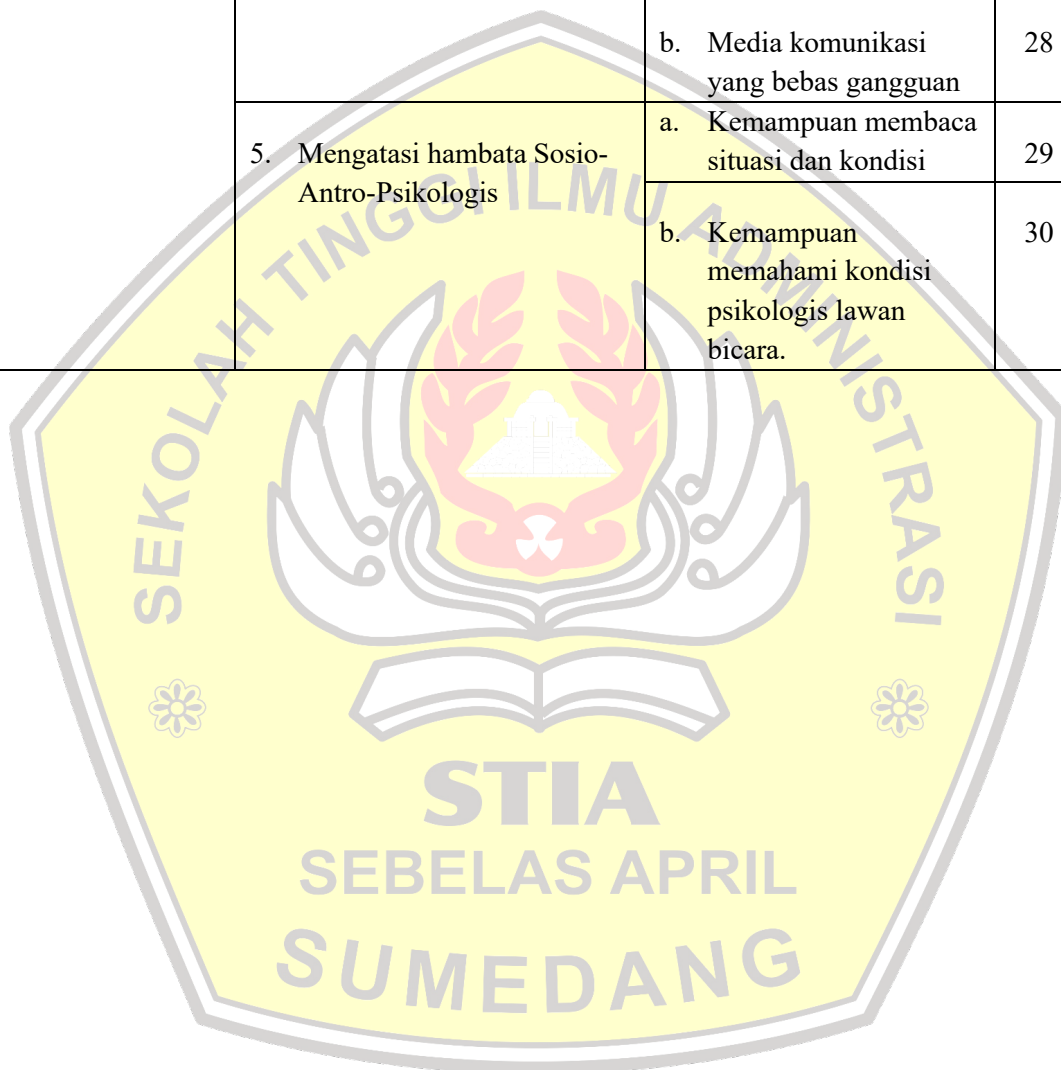 b. Media komunikasi 28
yang bebas gangguan
a. Kemampuan membaca
5. Mengatasi hambata Sosio- situasi dan kondisi 29
Antro-Psikologis
b. Kemampuan 30
memahami kondisi
psikologis lawan
bicara.
SEKOLAH TINGGI ILMU ADMINISTRASI
STIA
SEBELAS APRIL
SUMEDANG